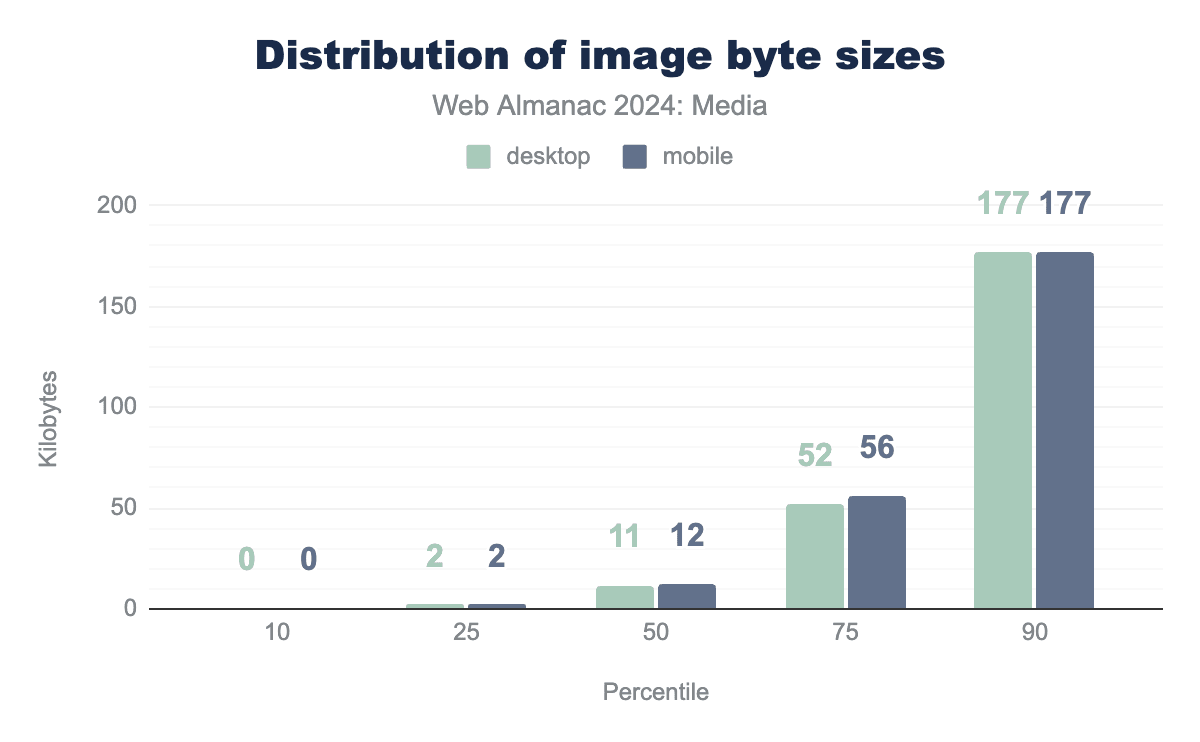 Distribution of image byte sizes
Web Almanac 2024: Media
desktop mobile
200
150
100
50
0
Kilobytes
0 0
2 2
11 12
52 56
177 177
10 25 50 75 90
Percentile